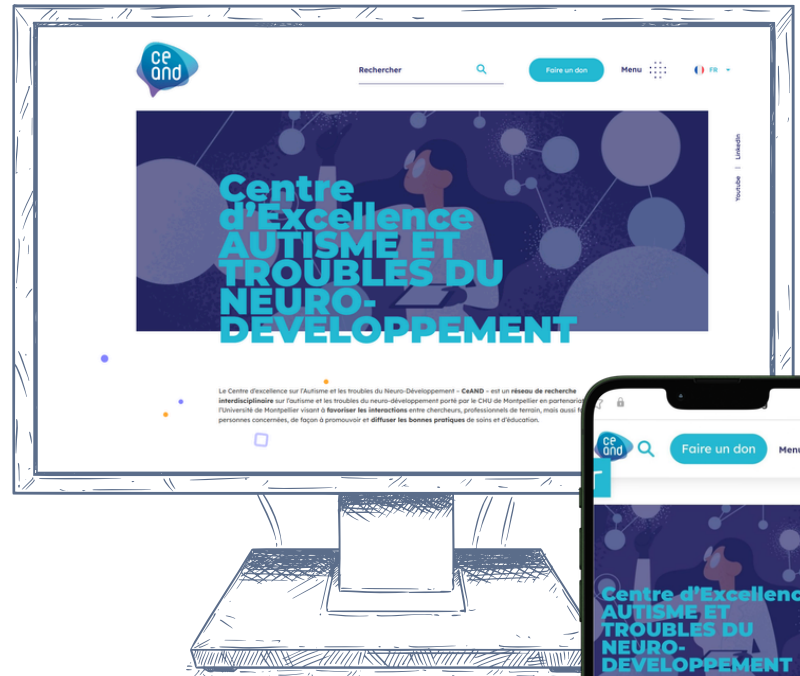 ce
and
Rechercher
Faire un don
Menu
FR
Youtube | LinkedIn
Centre
d'Excellence
AUTISME ET
TROUBLES DU
NEURO-
DEVELOPPEMENT
Le Centre d'excellence sur l'Autisme et les troubles du Neuro-Développement – CeAND – est un réseau de recherche
interdisciplinaire sur l'autisme et les troubles du neuro-développement porté par le CHU de Montpellier en partenaria
l'Université de Montpellier visant à favoriser les interactions entre chercheurs, professionnels de terrain, mais aussi
personnes concernées, de façon à promouvoir et diffuser les bonnes pratiques de soins et d'éducation.
ce
and
Faire un don
Menu
Centre d'Excellenc
AUTISME ET
TROUBLES DU
NEURO-
DEVELOPPEMENT